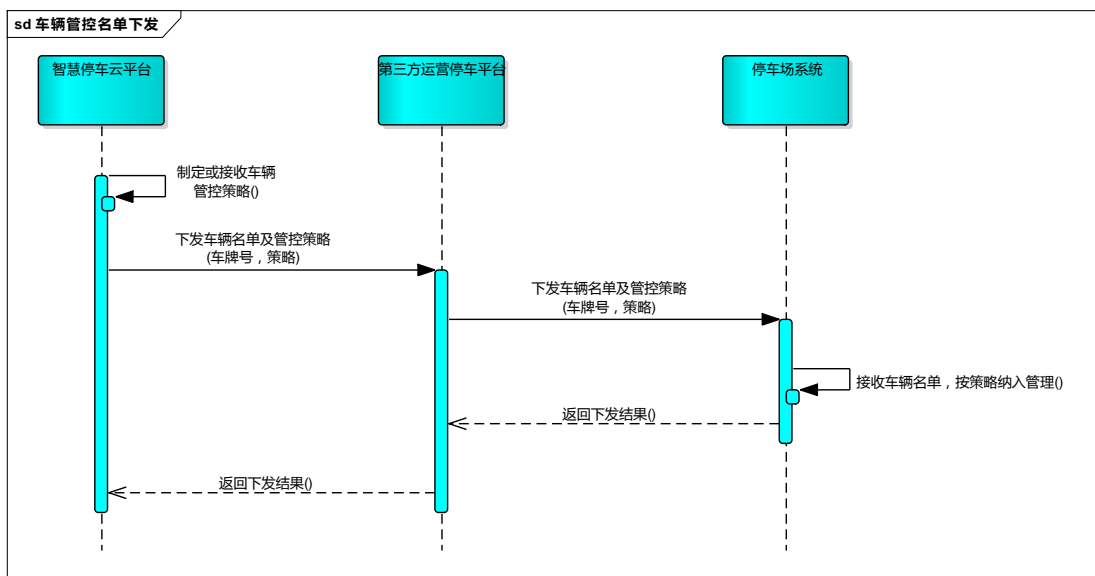 sd 车辆管控名单下发
智慧停车云平台
第三方运营停车平台
停车场系统
制定或接收车辆
管控策略()
下发车辆名单及管控策略
(车牌号，策略)
下发车辆名单及管控策略
(车牌号，策略)
接收车辆名单，按策略纳入管理()
返回下发结果()
返回下发结果()